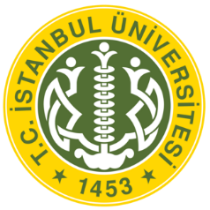 T.C. İSTANBUL ÜNİVERSİTESİ
★ 1453 ★